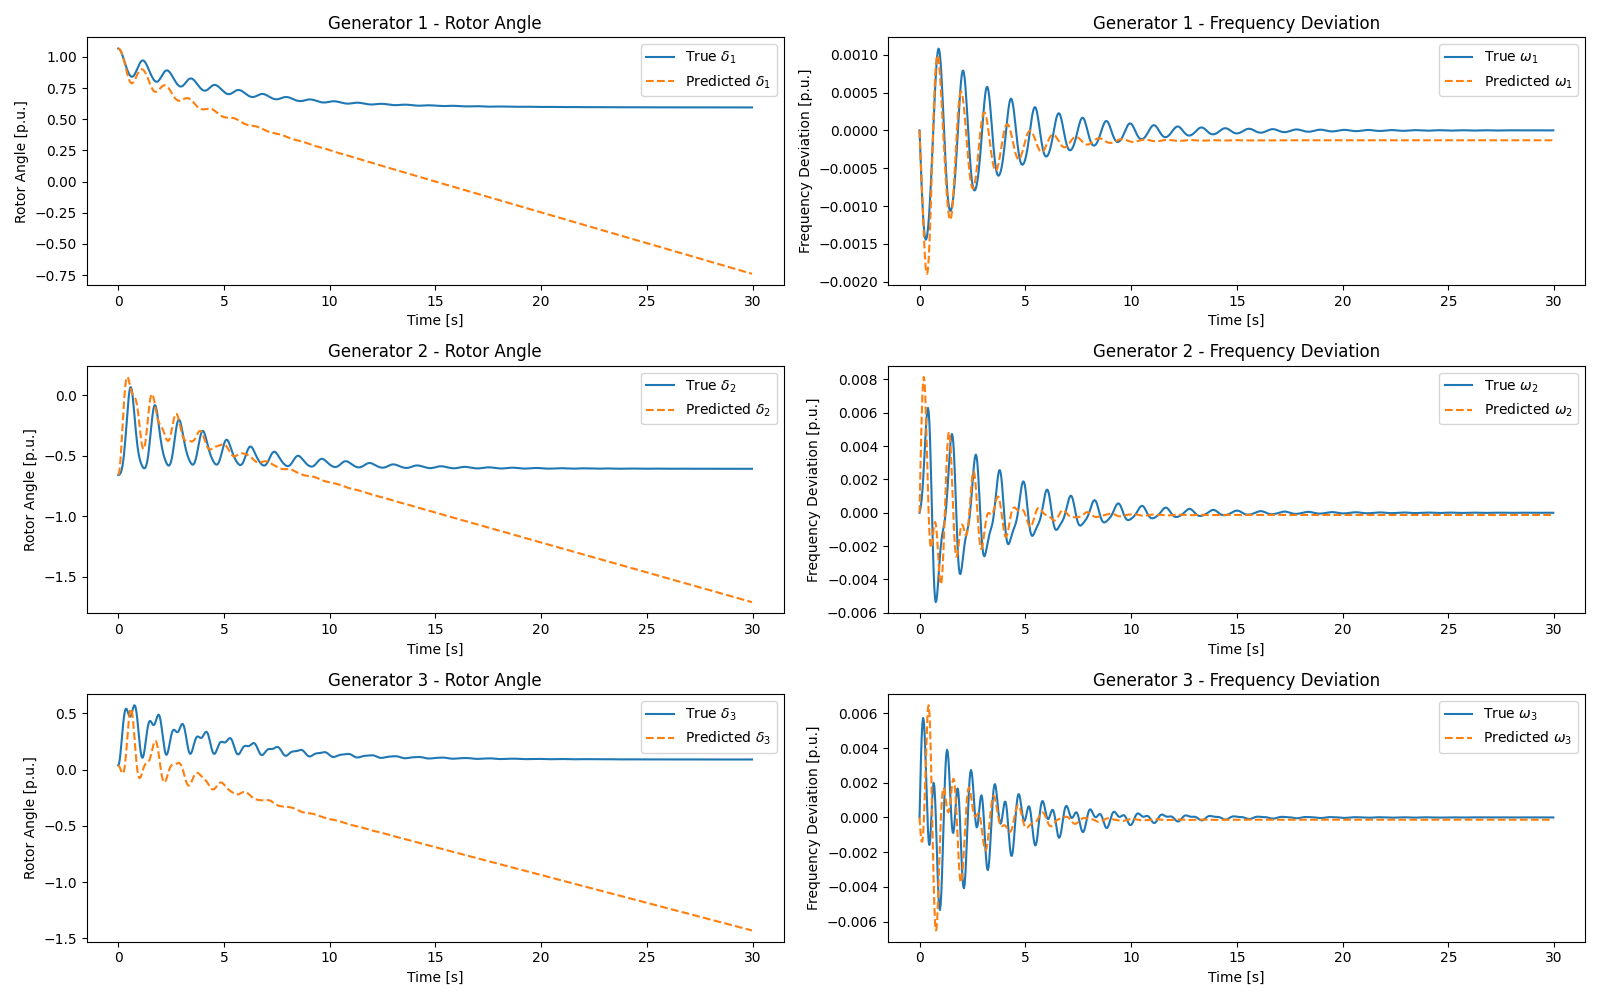 Generator 1 - Rotor Angle
Rotor Angle [p.u.]
1.00
0.75
0.50
0.25
0.00
−0.25
−0.50
−0.75
True δ₁
Predicted δ₁
0 5 10 15 20 25 30
Time [s]
Generator 1 - Frequency Deviation
Frequency Deviation [p.u.]
0.0010
0.0005
0.0000
−0.0005
−0.0010
−0.0015
−0.0020
True ω₁
Predicted ω₁
0 5 10 15 20 25 30
Time [s]
Generator 2 - Rotor Angle
Rotor Angle [p.u.]
0.0
−0.5
−1.0
−1.5
True δ₂
Predicted δ₂
0 5 10 15 20 25 30
Time [s]
Generator 2 - Frequency Deviation
Frequency Deviation [p.u.]
0.008
0.006
0.004
0.002
0.000
−0.002
−0.004
−0.006
True ω₂
Predicted ω₂
0 5 10 15 20 25 30
Time [s]
Generator 3 - Rotor Angle
Rotor Angle [p.u.]
0.5
0.0
−0.5
−1.0
−1.5
True δ₃
Predicted δ₃
0 5 10 15 20 25 30
Time [s]
Generator 3 - Frequency Deviation
Frequency Deviation [p.u.]
0.006
0.004
0.002
0.000
−0.002
−0.004
−0.006
True ω₃
Predicted ω₃
0 5 10 15 20 25 30
Time [s]